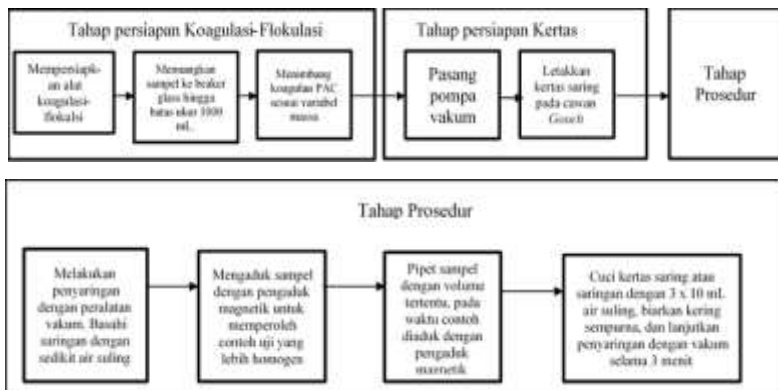 Tahap persiapan Koagulasi-Flokulasi
Mempersiapk-
an alat
koagulasi-
flokulsi
Menuangkan
sampel ke beaker
glass hingga
batas ukur 1000
mL.
Menimbang
koagulan PAC
sesuai variabel
massa
Tahap persiapan Kertas
Pasang
pompa
vakum
Letakkan
kertas saring
pada cawan
Gooch
Tahap
Prosedur
Tahap Prosedur
Melakukan
penyaringan
dengan peralatan
vakum. Basahi
saringan dengan
sedikit air suling
Mengaduk sampel
dengan pengaduk
magnetik untuk
memperoleh
contoh uji yang
lebih homogen
Pipet sampel
dengan volume
tertentu, pada
waktu contoh
diaduk dengan
pengaduk
magnetik
Cuci kertas saring atau
saringan dengan 3 x 10 mL
air suling, biarkan kering
sempurna, dan lanjutkan
penyaringan dengan vakum
selama 3 menit